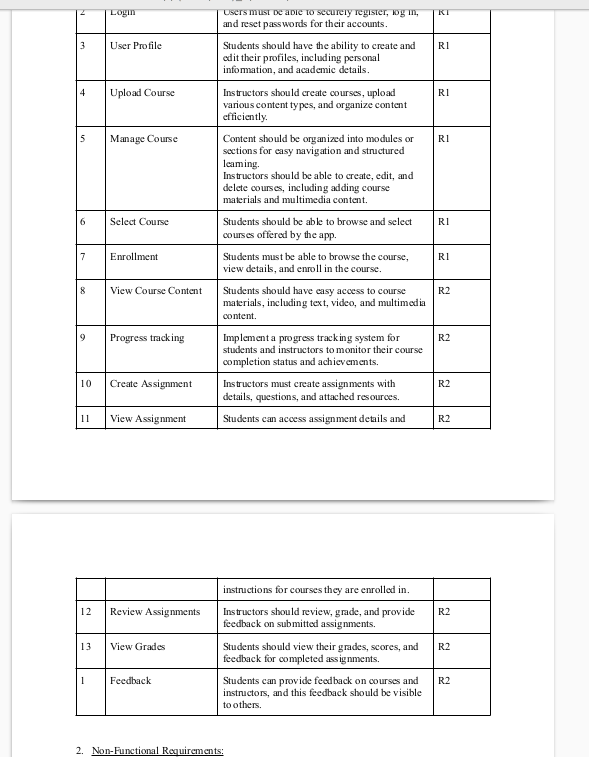 2 Login Users must be able to securely register, log in, R1
and reset passwords for their accounts.
3 User Profile Students should have the ability to create and R1
edit their profiles, including personal
information, and academic details.
4 Upload Course Instructors should create courses, upload R1
various content types, and organize content
efficiently.
5 Manage Course Content should be organized into modules or R1
sections for easy navigation and structured
learning.
Instructors should be able to create, edit, and
delete courses, including adding course
materials and multimedia content.
6 Select Course Students should be able to browse and select R1
courses offered by the app.
7 Enrollment Students must be able to browse the course, R1
view details, and enroll in the course.
8 View Course Content Students should have easy access to course R2
materials, including text, video, and multimedia
content.
9 Progress tracking Implement a progress tracking system for R2
students and instructors to monitor their course
completion status and achievements.
10 Create Assignment Instructors must create assignments with R2
details, questions, and attached resources.
11 View Assignment Students can access assignment details and R2
instructions for courses they are enrolled in.
12 Review Assignments Instructors should review, grade, and provide R2
feedback on submitted assignments.
13 View Grades Students should view their grades, scores, and R2
feedback for completed assignments.
1 Feedback Students can provide feedback on courses and R2
instructors, and this feedback should be visible
to others.
2. Non-Functional Requirements: